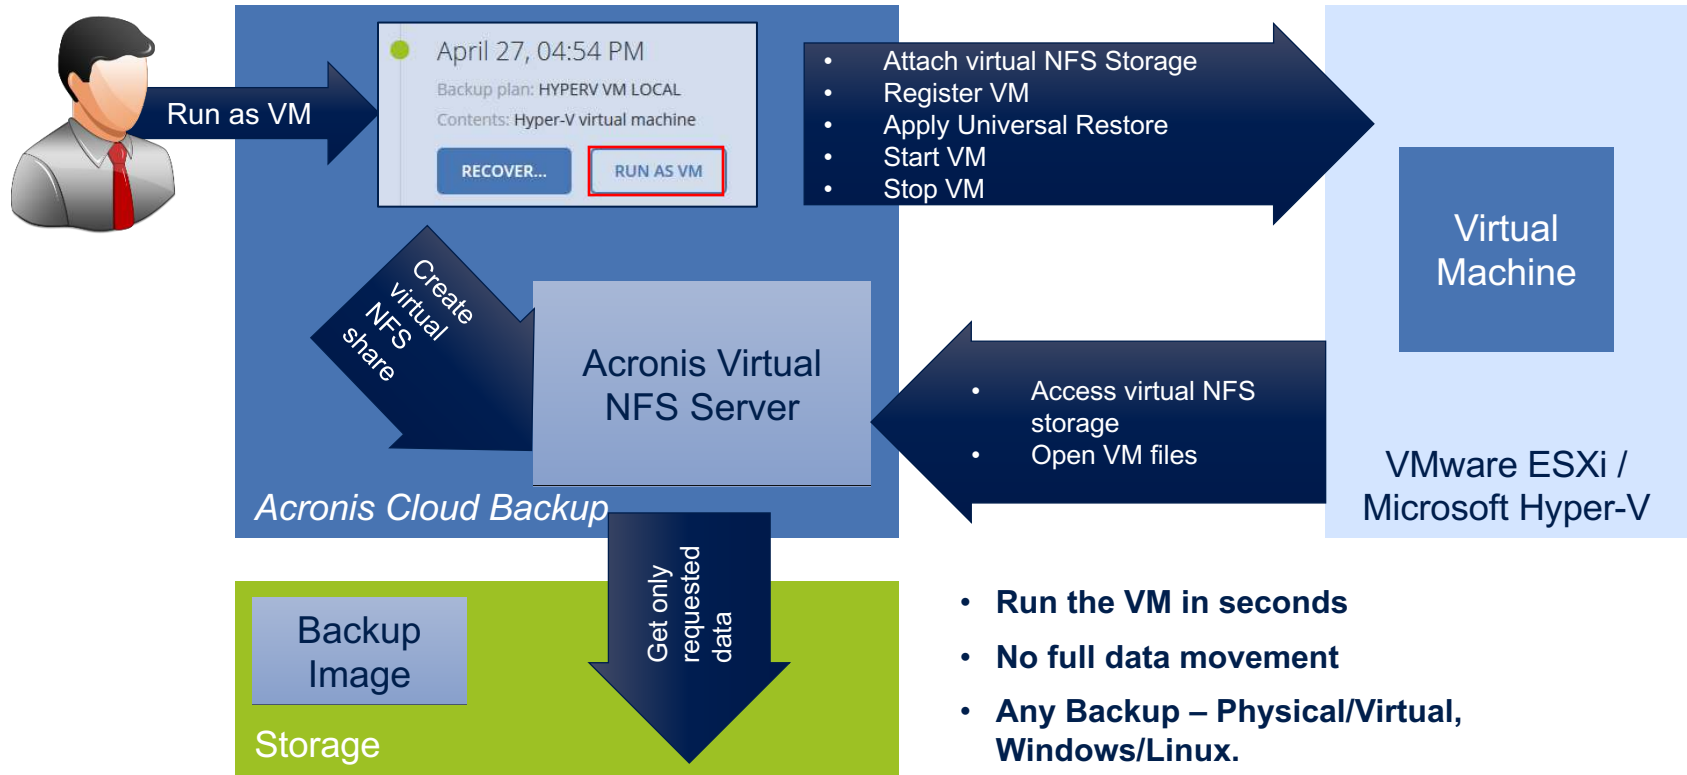 Run as VM
April 27, 04:54 PM
Backup plan: HYPERV VM LOCAL
Contents: Hyper-V virtual machine
RECOVER...
RUN AS VM
• Attach virtual NFS Storage
• Register VM
• Apply Universal Restore
• Start VM
• Stop VM
Virtual
Machine
Create
virtual
NFS
share
Acronis Virtual
NFS Server
• Access virtual NFS
storage
• Open VM files
VMware ESXi /
Microsoft Hyper-V
Acronis Cloud Backup
Get only
requested
data
Backup
Image
Storage
• Run the VM in seconds
• No full data movement
• Any Backup – Physical/Virtual,
Windows/Linux.